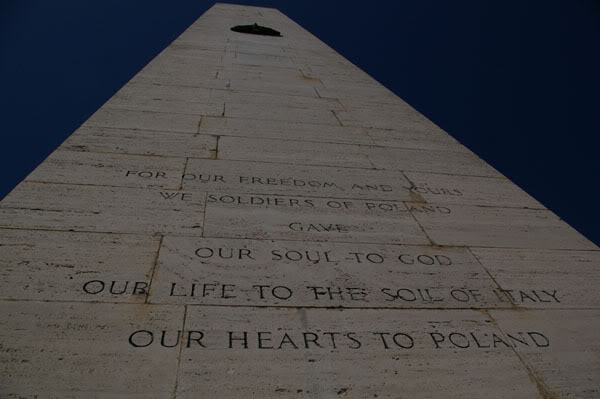 FOR OUR FREEDOM AND YOURS
WE SOLDIERS OF POLAND
GAVE
OUR SOUL TO GOD
OUR LIFE TO THE SOIL OF ITALY
OUR HEARTS TO POLAND